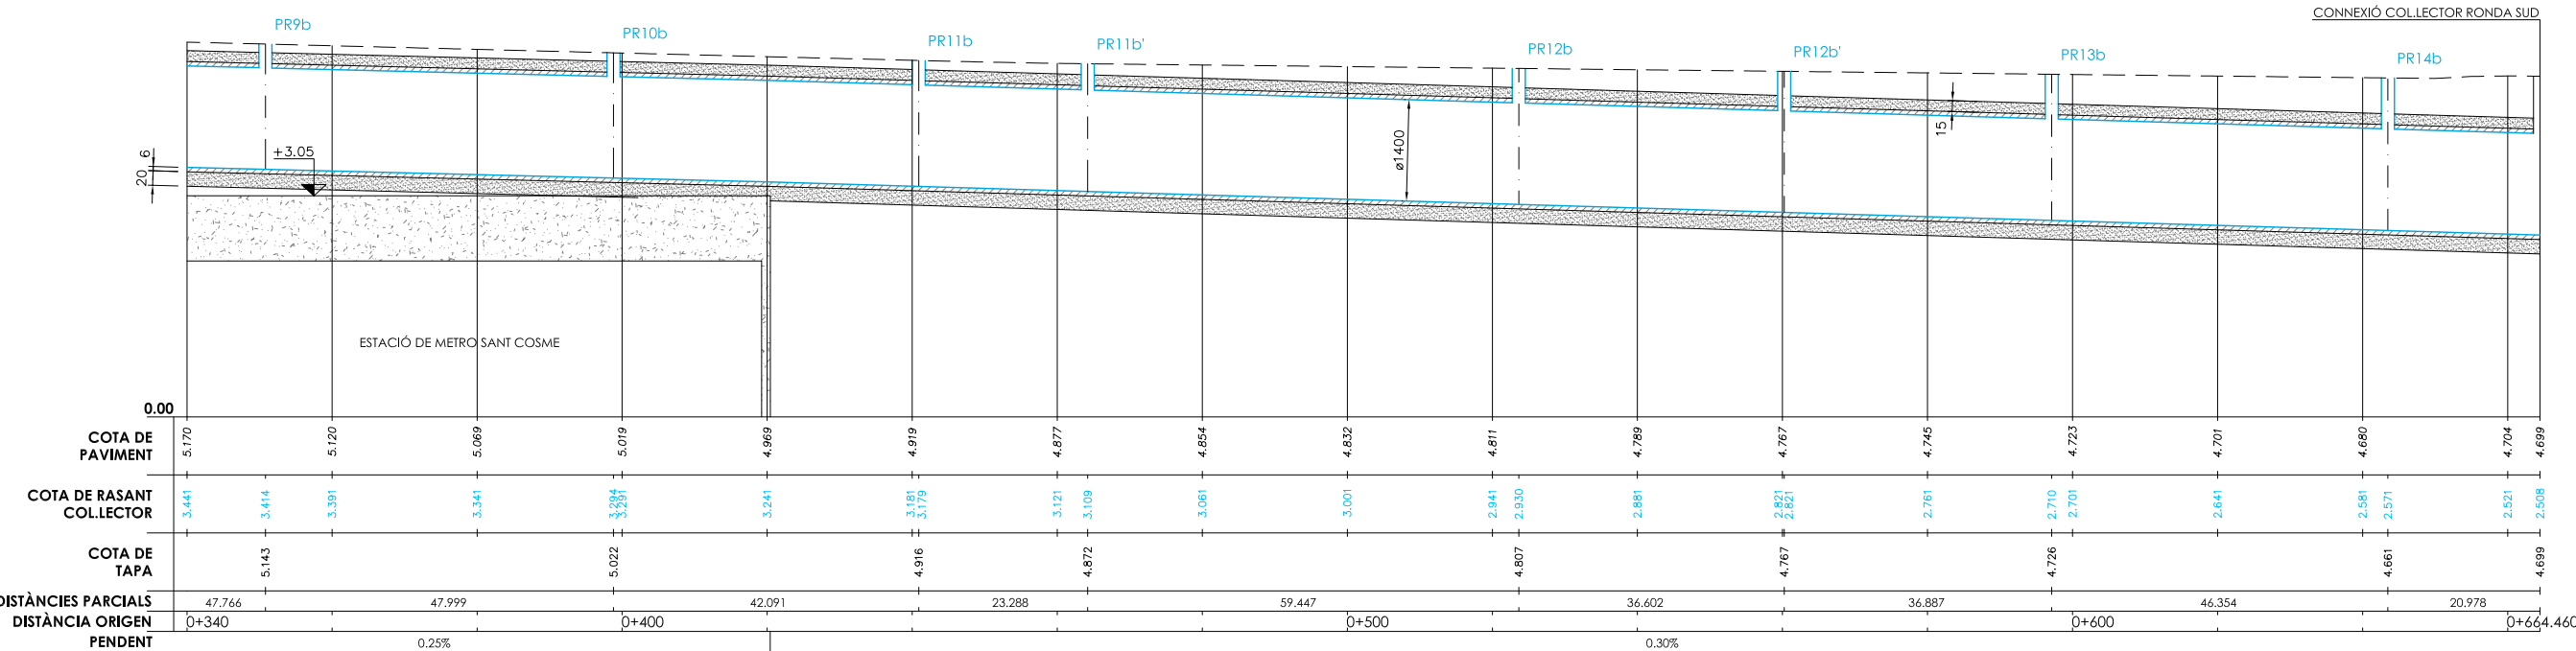 CONNEXIÓ COL.LECTOR RONDA SUD
PR9b
PR10b
PR11b
PR11b'
PR12b
PR12b'
PR13b
PR14b
ø1400
15
6
20
+3.05
ESTACIÓ DE METRO SANT COSME
0.00
COTA DE PAVIMENT
5.170 5.120 5.069 5.019 4.969 4.919 4.877 4.854 4.832 4.811 4.789 4.767 4.745 4.723 4.701 4.680 4.704 4.699
COTA DE RASANT COL.LECTOR
3.441 3.414 3.391 3.341 3.294 3.291 3.241 3.181 3.179 3.121 3.109 3.061 3.001 2.941 2.930 2.881 2.821 2.821 2.761 2.710 2.701 2.641 2.581 2.571 2.521 2.508
COTA DE TAPA
5.143 5.022 4.916 4.872 4.807 4.767 4.726 4.661 4.699
DISTÀNCIES PARCIALS 47.766 47.999 42.091 23.288 59.447 36.602 36.887 46.354 20.978
DISTÀNCIA ORIGEN 0+340 0+400 0+500 0+600 0+664.460
PENDENT 0.25% 0.30%